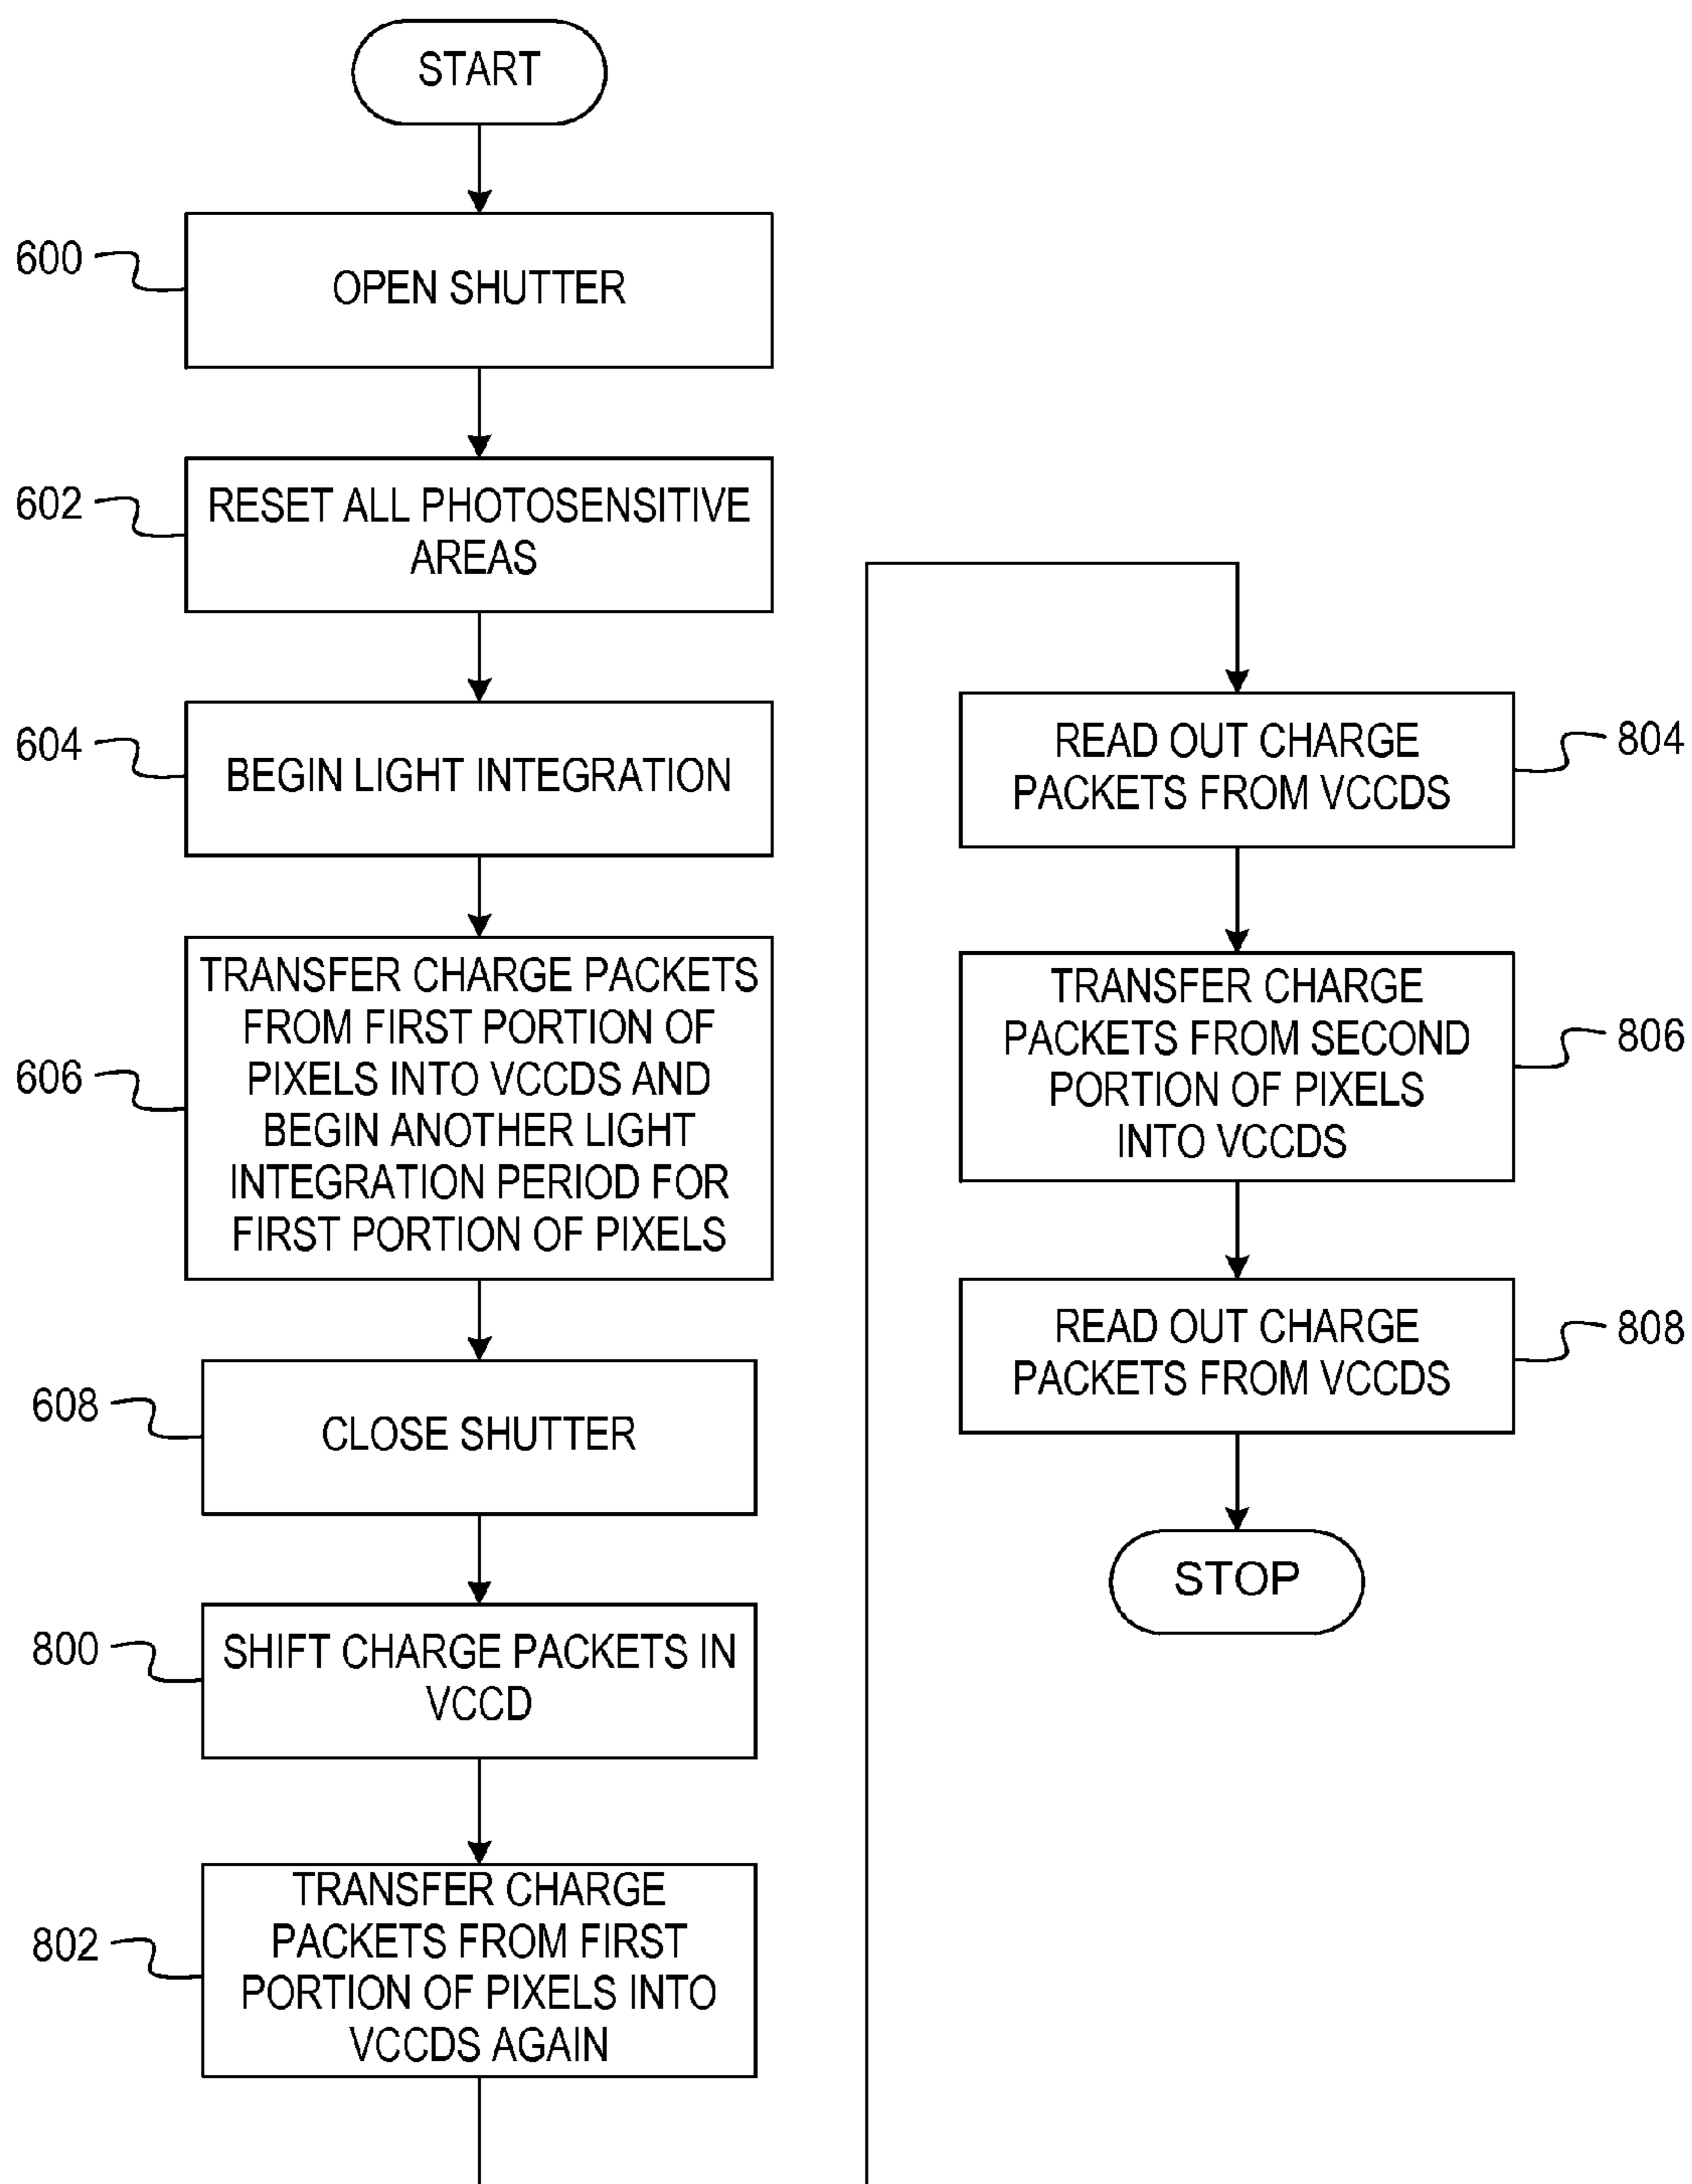 START
600
OPEN SHUTTER
602
RESET ALL PHOTOSENSITIVE
AREAS
604
BEGIN LIGHT INTEGRATION
606
TRANSFER CHARGE PACKETS
FROM FIRST PORTION OF
PIXELS INTO VCCDS AND
BEGIN ANOTHER LIGHT
INTEGRATION PERIOD FOR
FIRST PORTION OF PIXELS
608
CLOSE SHUTTER
800
SHIFT CHARGE PACKETS IN
VCCD
802
TRANSFER CHARGE
PACKETS FROM FIRST
PORTION OF PIXELS INTO
VCCDS AGAIN
READ OUT CHARGE
PACKETS FROM VCCDS
804
TRANSFER CHARGE
PACKETS FROM SECOND
PORTION OF PIXELS
INTO VCCDS
806
READ OUT CHARGE
PACKETS FROM VCCDS
808
STOP